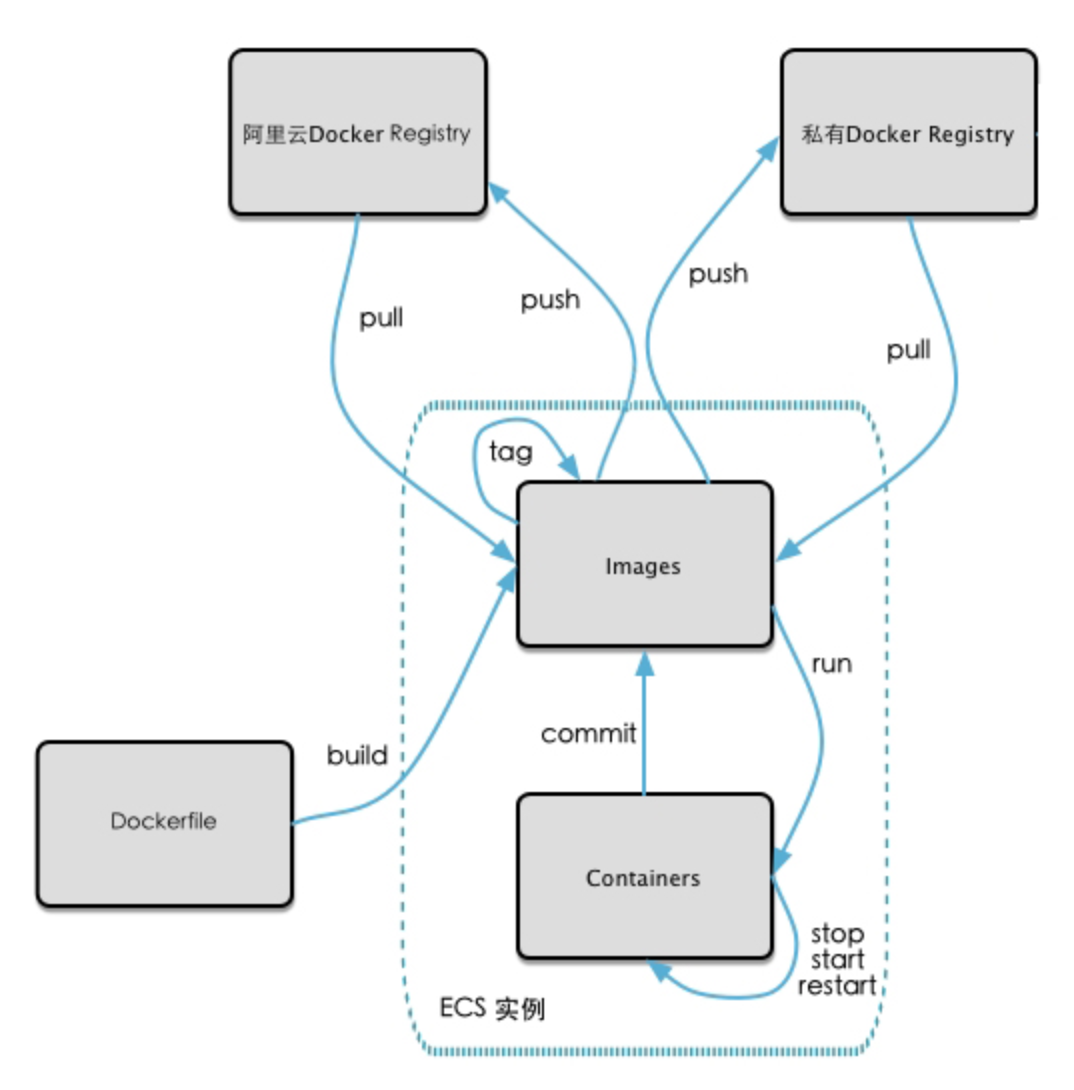 阿里云Docker Registry
私有Docker Registry
push
push
pull
pull
tag
Images
run
commit
build
Dockerfile
Containers
stop
start
restart
ECS 实例